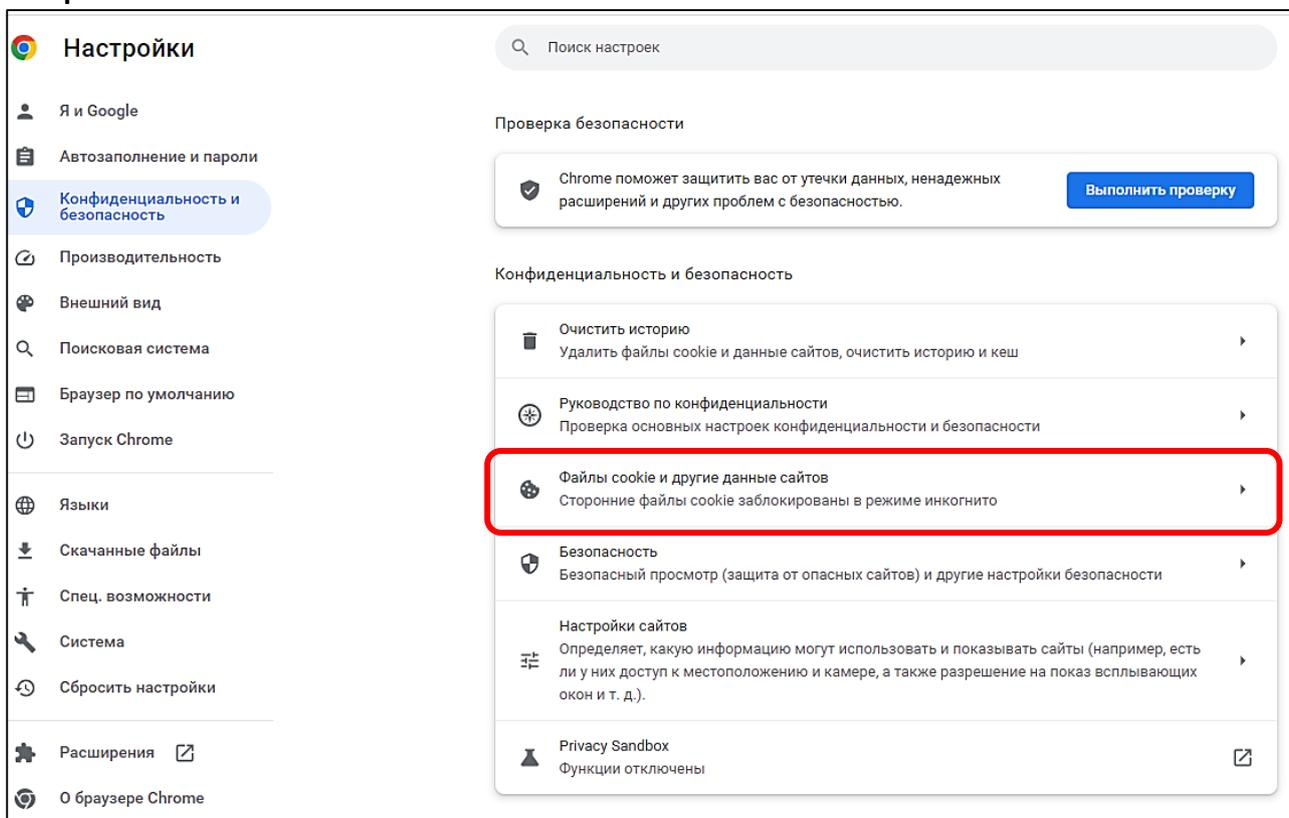 Настройки
Поиск настроек
Я и Google
Автозаполнение и пароли
Конфиденциальность и
безопасность
Производительность
Внешний вид
Поисковая система
Браузер по умолчанию
Запуск Chrome
Языки
Скачанные файлы
Спец. возможности
Система
Сбросить настройки
Расширения
О браузере Chrome
Проверка безопасности
Chrome поможет защитить вас от утечки данных, ненадежных
расширений и других проблем с безопасностью.
Выполнить проверку
Конфиденциальность и безопасность
Очистить историю
Удалить файлы cookie и данные сайтов, очистить историю и кеш
Руководство по конфиденциальности
Проверка основных настроек конфиденциальности и безопасности
Файлы cookie и другие данные сайтов
Сторонние файлы cookie заблокированы в режиме инкогнито
Безопасность
Безопасный просмотр (защита от опасных сайтов) и другие настройки безопасности
Настройки сайтов
Определяет, какую информацию могут использовать и показывать сайты (например, есть
ли у них доступ к местоположению и камере, а также разрешение на показ всплывающих
окон и т. д.).
Privacy Sandbox
Функции отключены